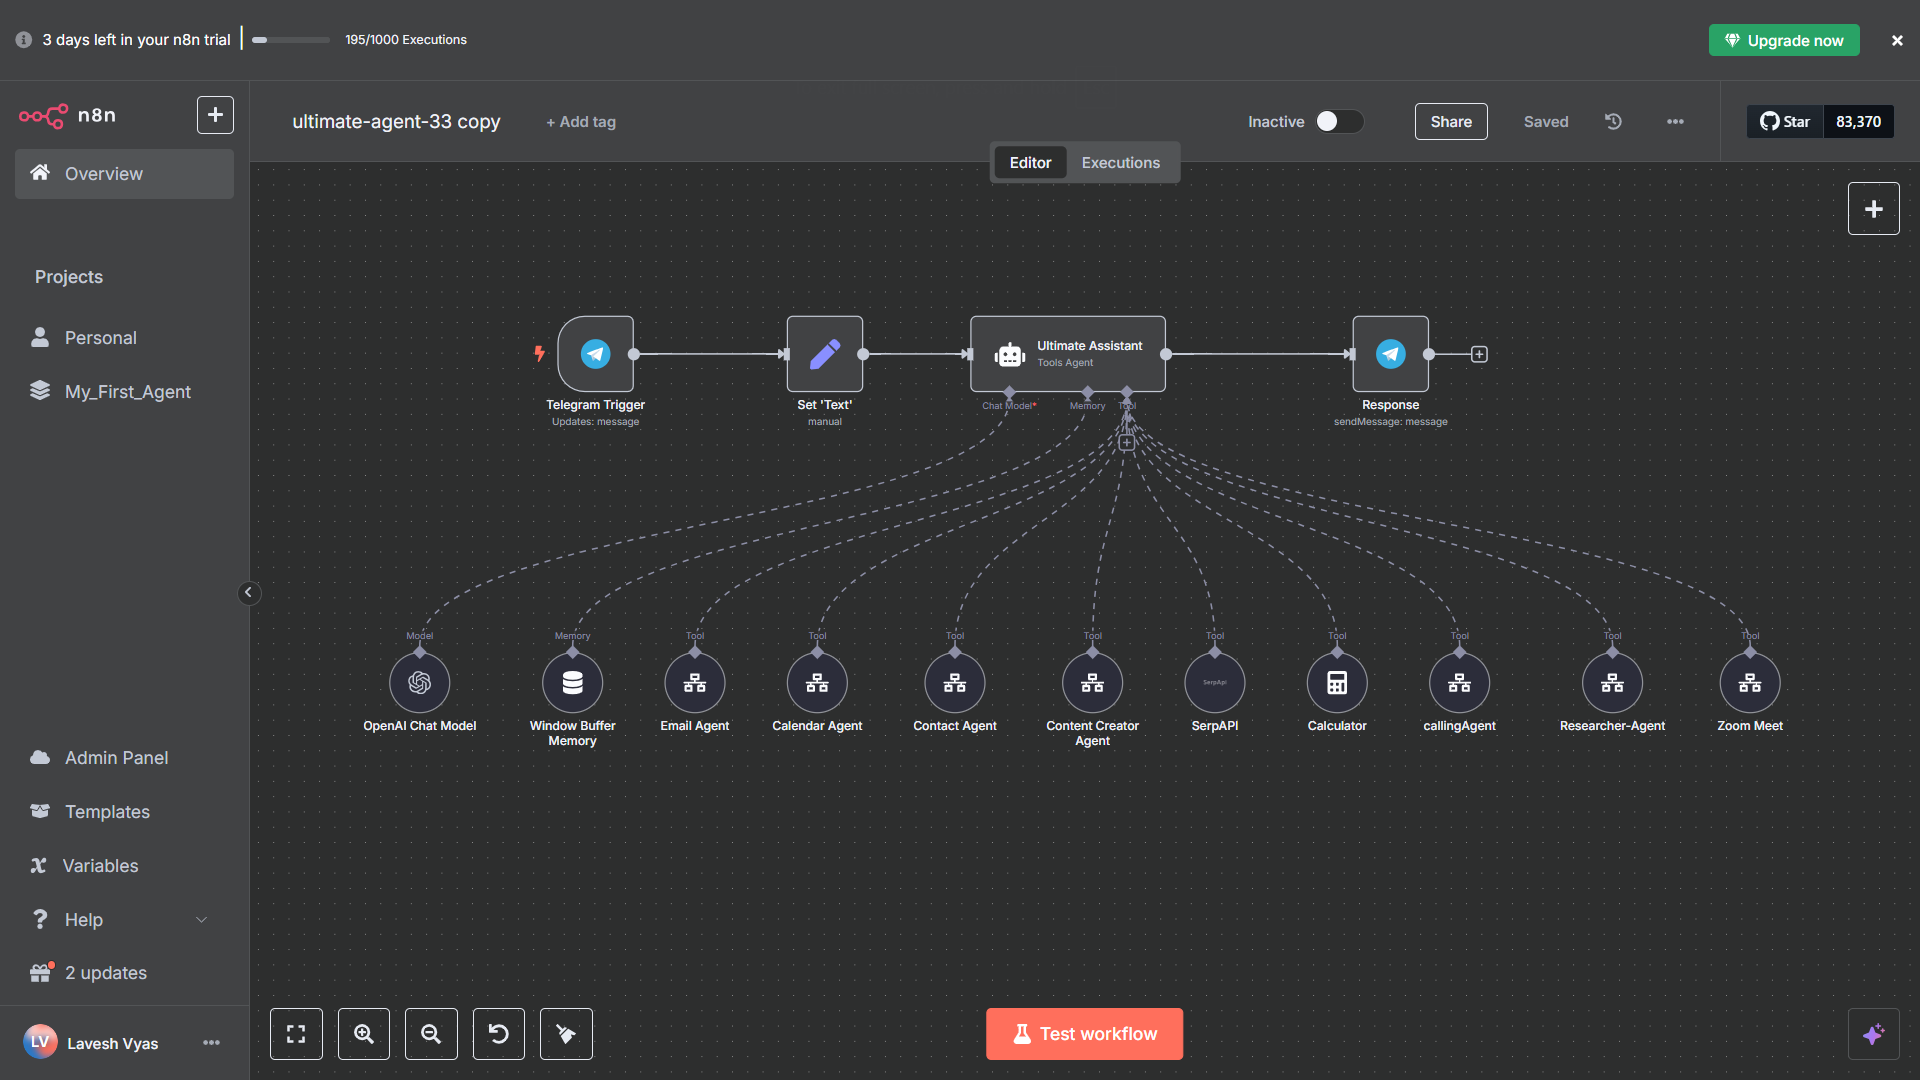 3 days left in your n8n trial
195/1000 Executions
Upgrade now
n8n
ultimate-agent-33 copy
+ Add tag
Inactive
Share
Saved
Star
83,370
Editor
Executions
Overview
Projects
Personal
My_First_Agent
Admin Panel
Templates
Variables
Help
2 updates
LV
Lavesh Vyas
Telegram Trigger
Updates: message
Set 'Text'
manual
Ultimate Assistant
Tools Agent
Chat Model*
Memory
Tool
Response
sendMessage: message
Model
Memory
Tool
Tool
Tool
Tool
Tool
Tool
Tool
Tool
Tool
SerpApi
OpenAI Chat Model
Window Buffer
Memory
Email Agent
Calendar Agent
Contact Agent
Content Creator
Agent
SerpAPI
Calculator
callingAgent
Researcher-Agent
Zoom Meet
Test workflow